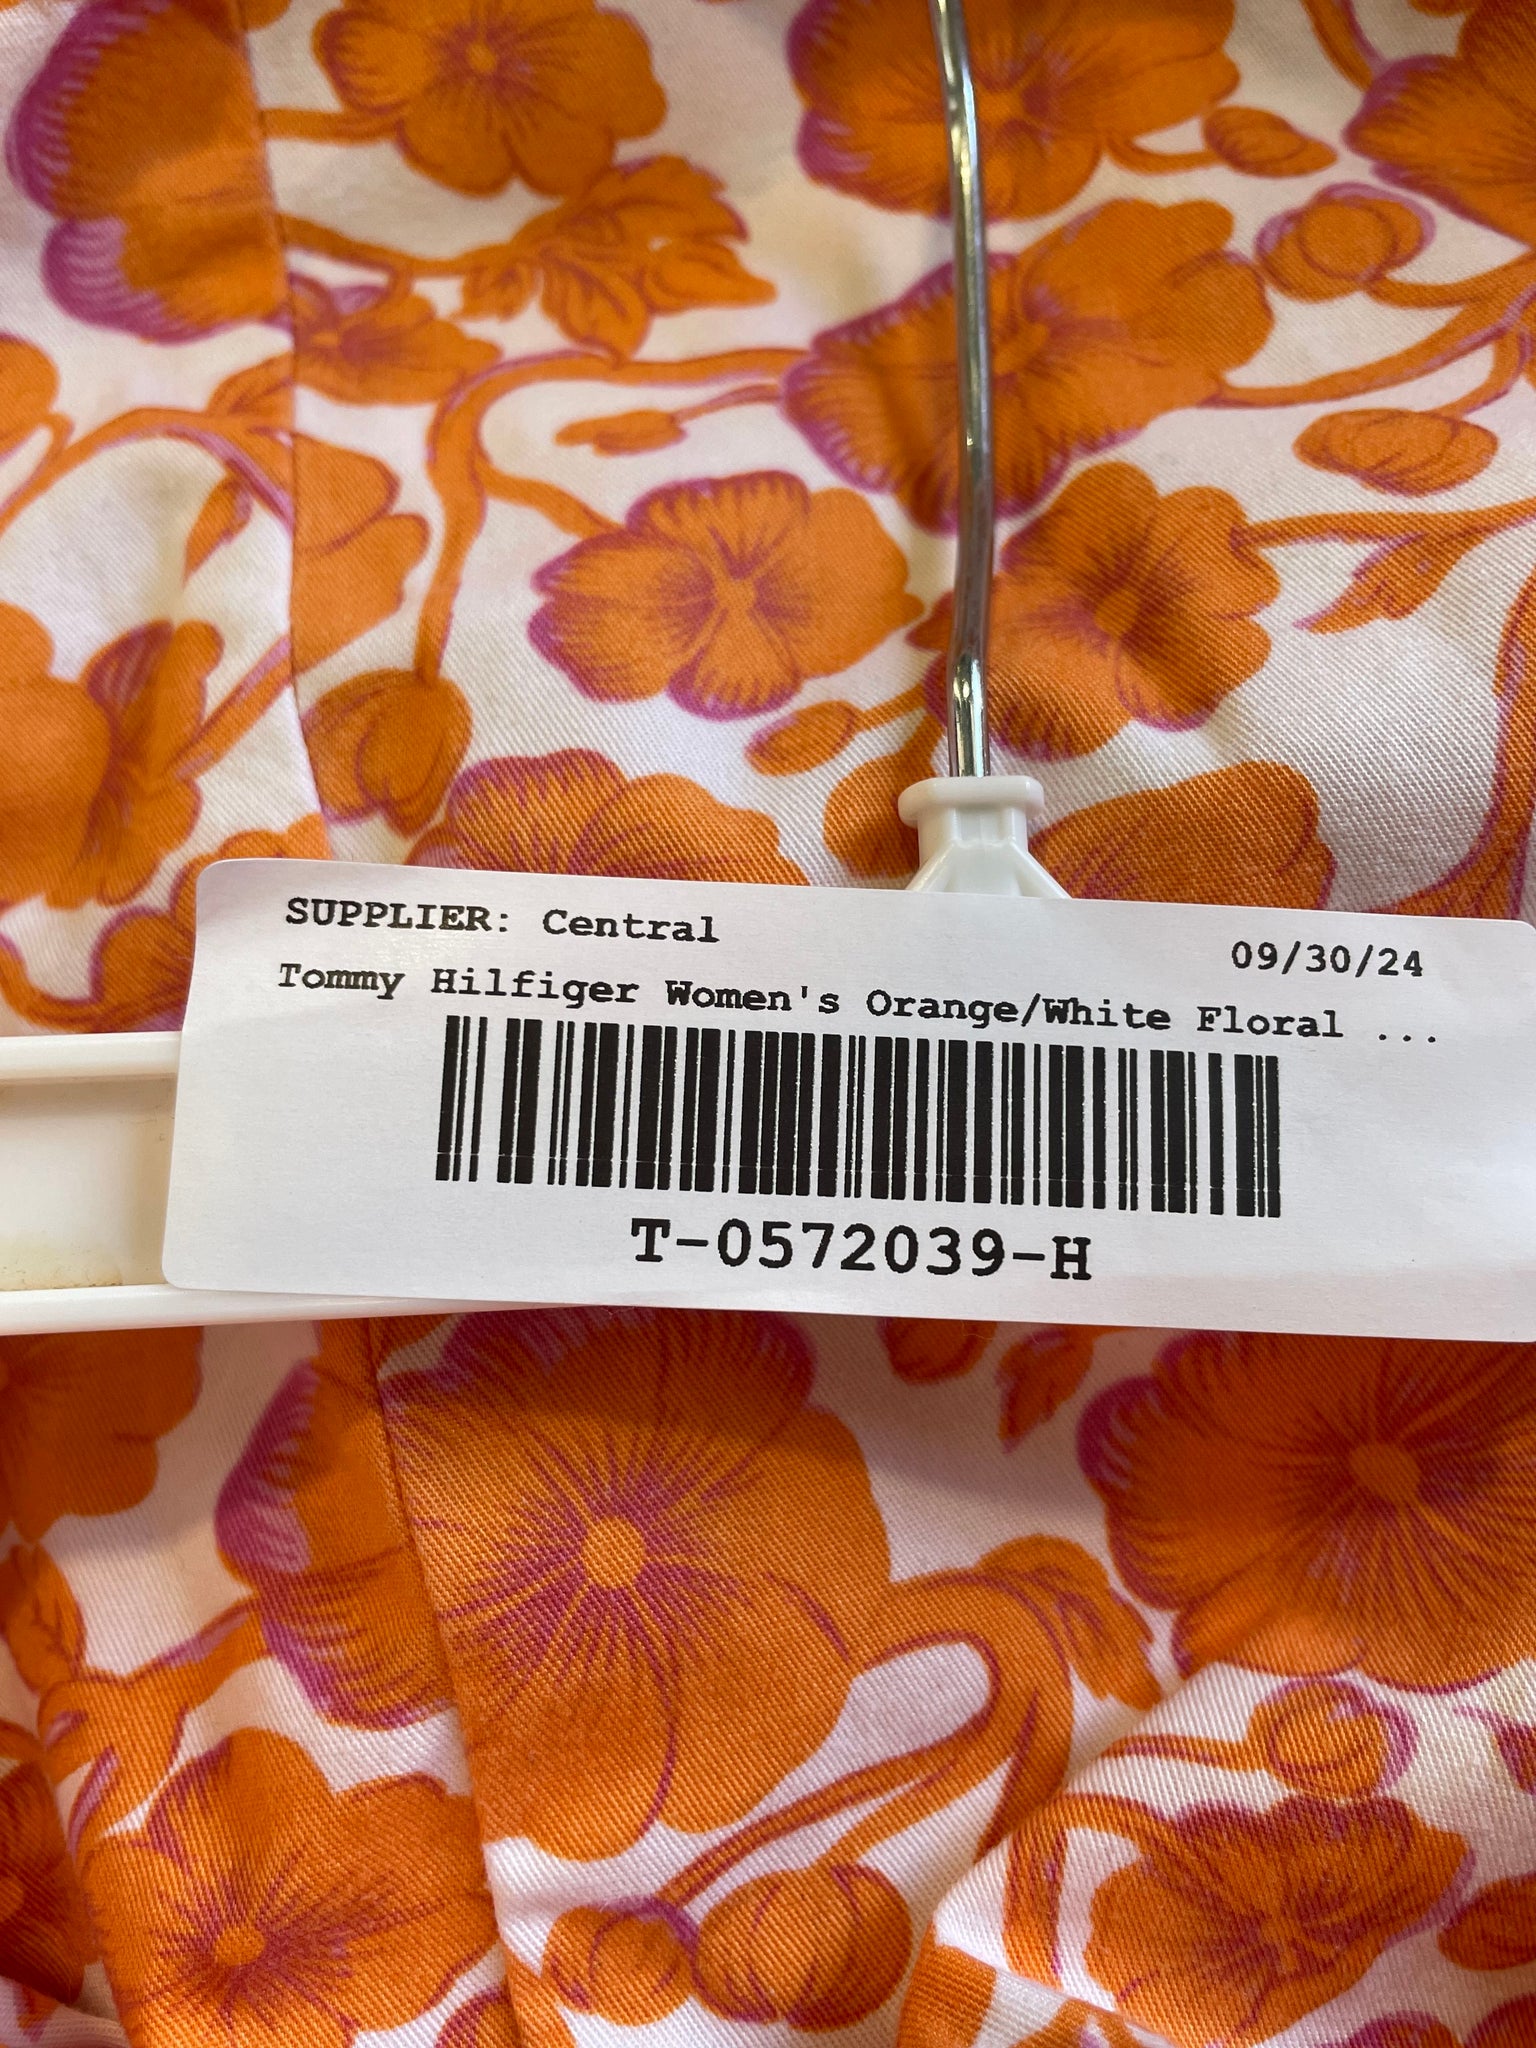 SUPPLIER: Central
09/30/24
Tommy Hilfiger Women's Orange/White Floral ...
T-0572039-H